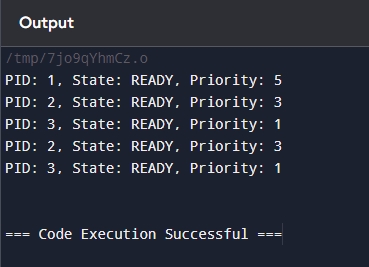 Output
/tmp/7jo9qYhmCz.o
PID: 1, State: READY, Priority: 5
PID: 2, State: READY, Priority: 3
PID: 3, State: READY, Priority: 1
PID: 2, State: READY, Priority: 3
PID: 3, State: READY, Priority: 1
=== Code Execution Successful ===